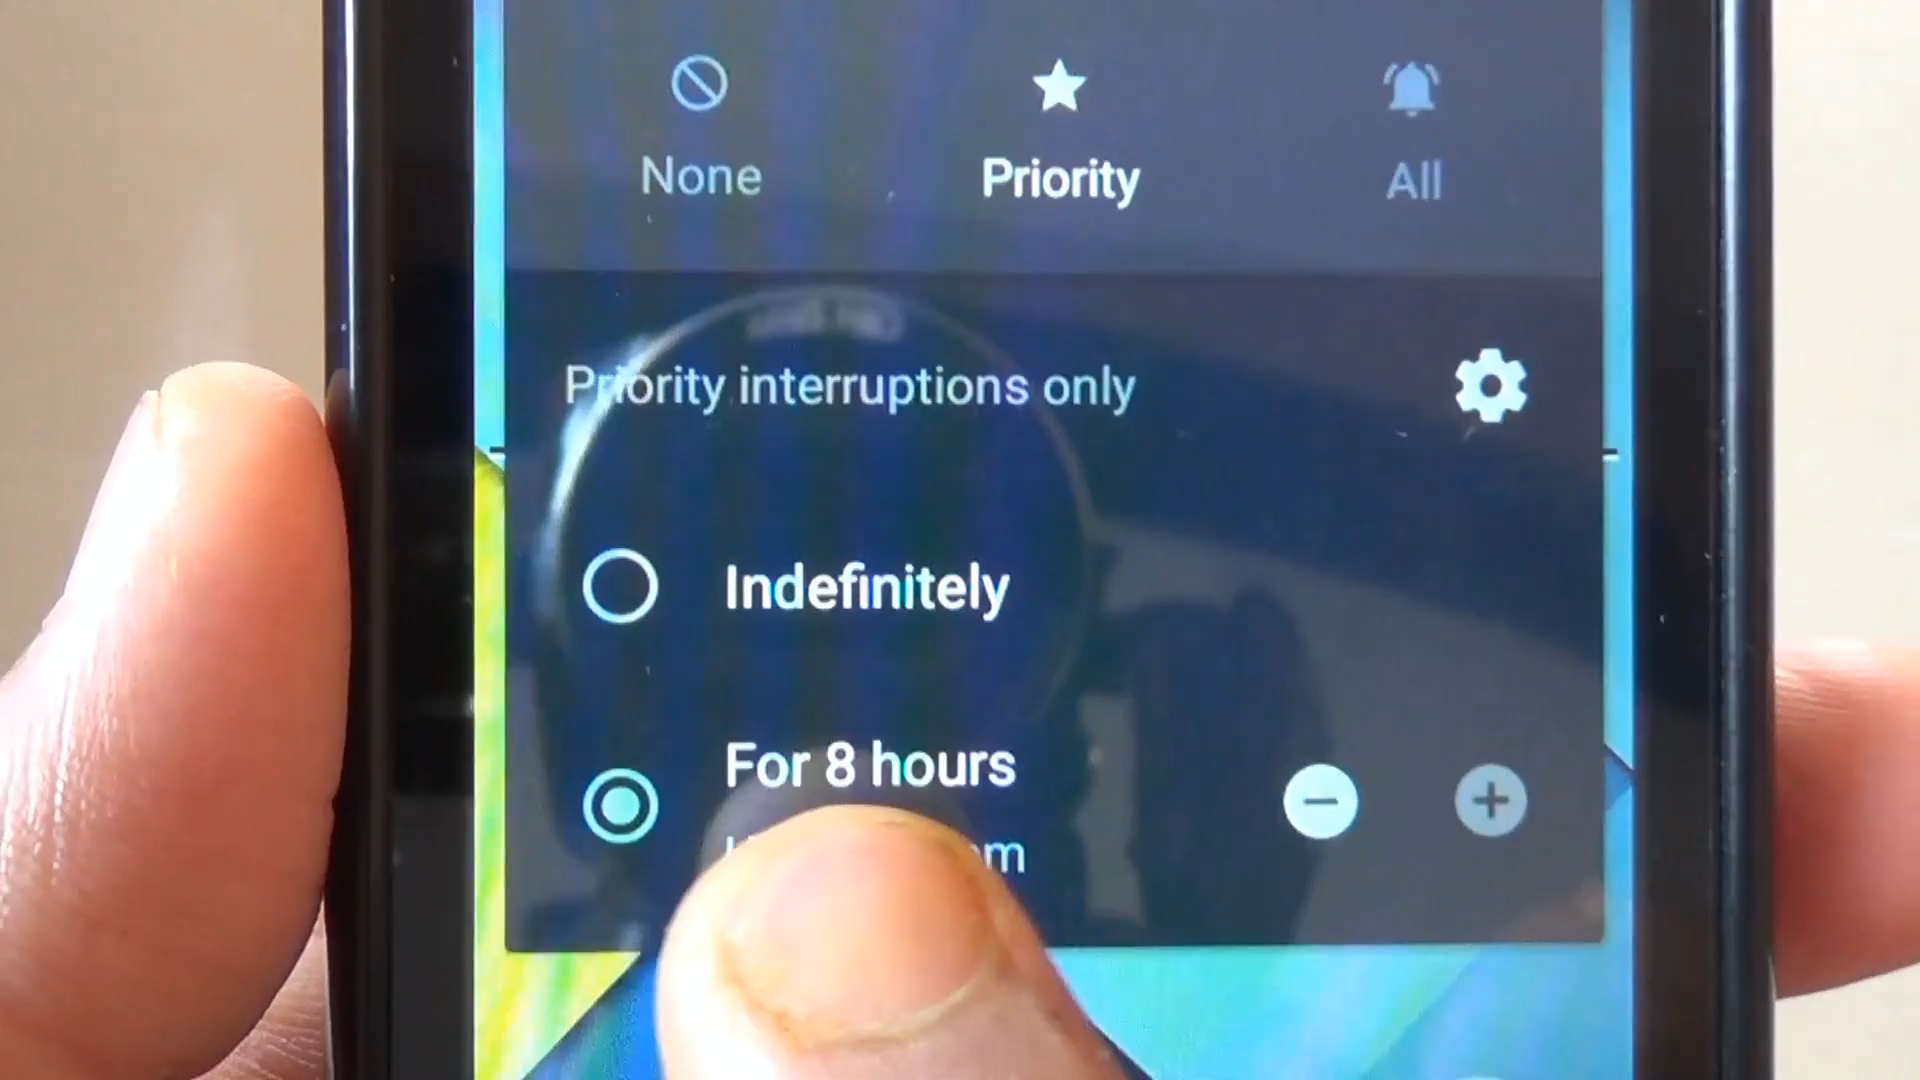 None
Priority
All
Priority interruptions only
Indefinitely
For 8 hours